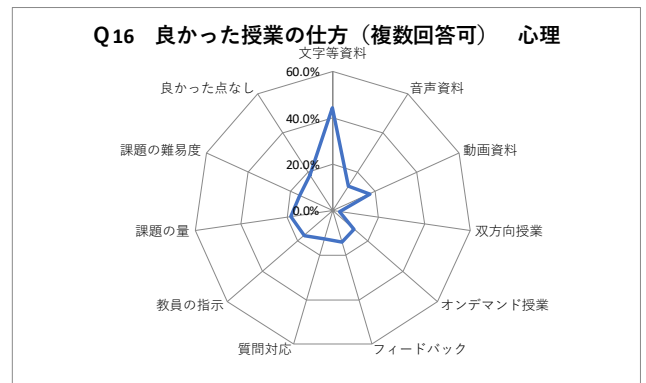 Q16 良かった授業の仕方（複数回答可） 心理
文字等資料
60.0%
良かった点なし
音声資料
40.0%
課題の難易度
動画資料
20.0%
0.0%
課題の量
双方向授業
教員の指示
オンデマンド授業
質問対応
フィードバック